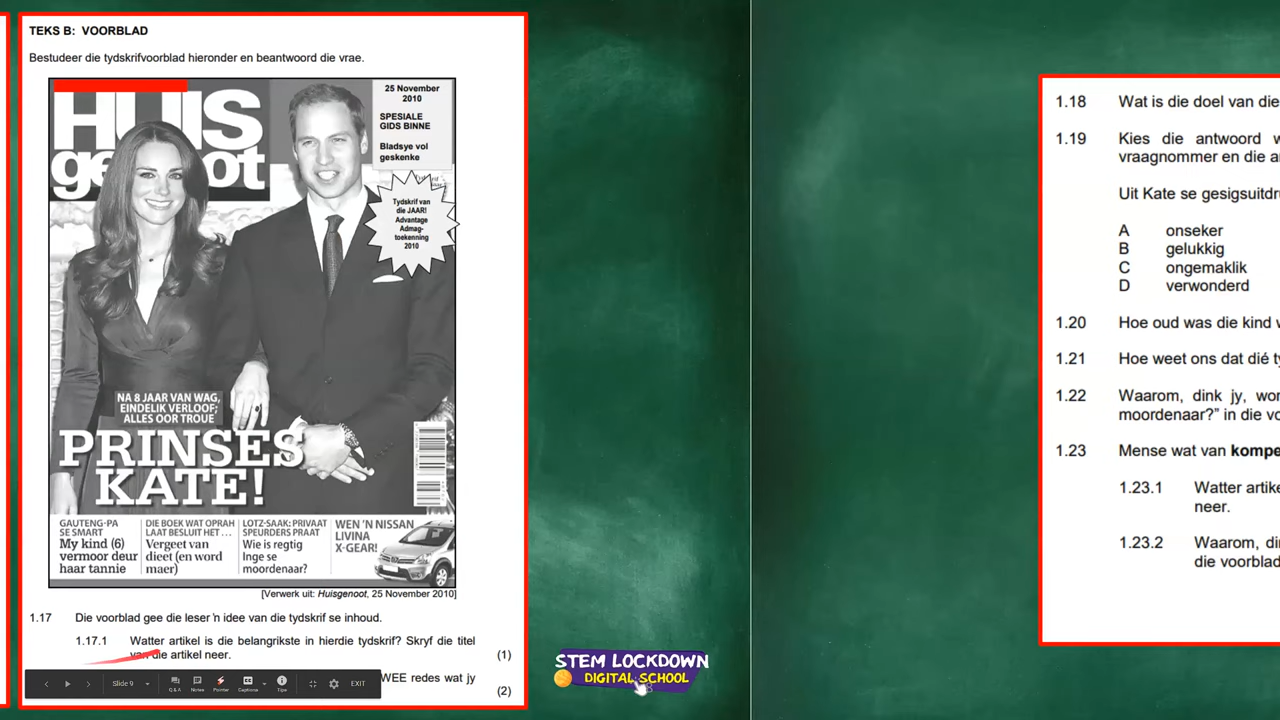 TEKS B: VOORBLAD
Bestudeer die tydskrifvoorblad hieronder en beantwoord die vrae.
HUIS
genoot
25 November
2010
SPESIALE
GIDS BINNE
Bladsye vol
geskenke
Tydskrif van
die JAAR!
Advantage
Admag-
toekenning
2010
NA 8 JAAR VAN WAG,
EINDELIK VERLOOF;
ALLES OOR TROUE
PRINSES
KATE!
GAUTENG-PA
SE SMART
My kind (6)
vermoor deur
haar tannie
DIE BOEK WAT OPRAH
LAAT BESLUIT HET ...
Vergeet van
dieet (en word
maer)
LOTZ-SAAK: PRIVAAT
SPEURDERS PRAAT
Wie is regtig
Inge se
moordenaar?
WEN 'N NISSAN
LIVINA
X-GEAR!
[Verwerk uit: Huisgenoot, 25 November 2010]
1.17 Die voorblad gee die leser 'n idee van die tydskrif se inhoud.
1.17.1 Watter artikel is die belangrikste in hierdie tydskrif? Skryf die titel
van die artikel neer. (1)
WEE redes wat jy
(2)
Slide 9
Q & A
Notes
Pointer
Captions
Tips
EXIT
STEM LOCKDOWN
DIGITAL SCHOOL
1.18 Wat is die doel van die
1.19 Kies die antwoord w
vraagnommer en die a
Uit Kate se gesigsuitdru
A onseker
B gelukkig
C ongemaklik
D verwonderd
1.20 Hoe oud was die kind v
1.21 Hoe weet ons dat dié ty
1.22 Waarom, dink jy, wor
moordenaar?" in die vo
1.23 Mense wat van kompe
1.23.1 Watter artike
neer.
1.23.2 Waarom, di
die voorblad